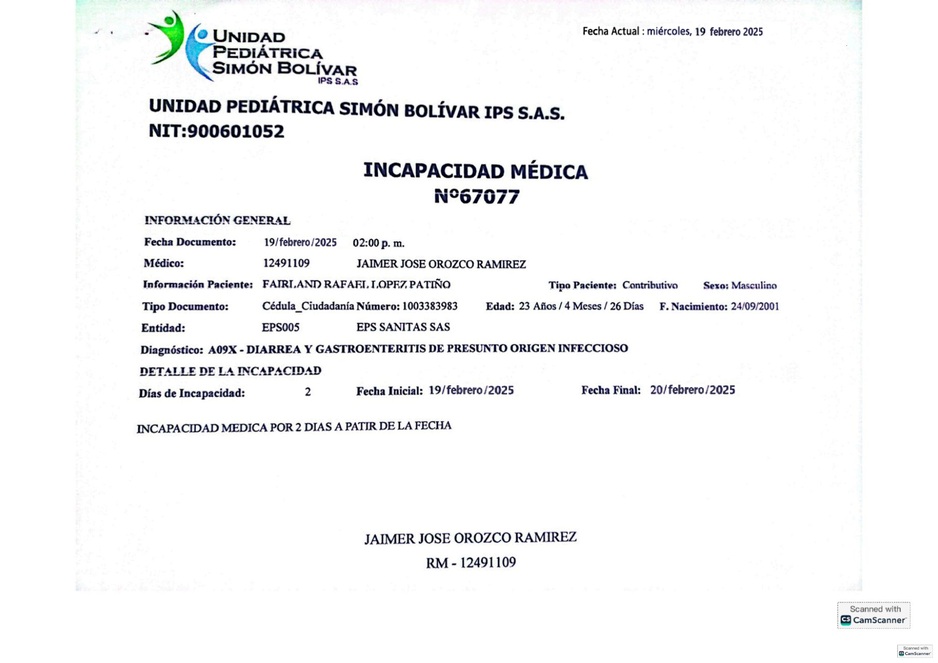 UNIDAD
PEDIÁTRICA
SIMÓN BOLÍVAR
IPS S.A.S
Fecha Actual : miércoles, 19 febrero 2025
UNIDAD PEDIÁTRICA SIMÓN BOLÍVAR IPS S.A.S.
NIT:900601052
INCAPACIDAD MÉDICA
Nº67077
INFORMACIÓN GENERAL
Fecha Documento: 19/febrero/2025 02:00 p. m.
Médico: 12491109 JAIMER JOSE OROZCO RAMIREZ
Información Paciente: FAIRLAND RAFAEL LOPEZ PATIÑO Tipo Paciente: Contributivo Sexo: Masculino
Tipo Documento: Cédula_Ciudadanía Número: 1003383983 Edad: 23 Años / 4 Meses / 26 Días F. Nacimiento: 24/09/2001
Entidad: EPS005 EPS SANITAS SAS
Diagnóstico: A09X - DIARREA Y GASTROENTERITIS DE PRESUNTO ORIGEN INFECCIOSO
DETALLE DE LA INCAPACIDAD
Días de Incapacidad: 2 Fecha Inicial: 19/febrero/2025 Fecha Final: 20/febrero/2025
INCAPACIDAD MEDICA POR 2 DIAS A PATIR DE LA FECHA
JAIMER JOSE OROZCO RAMIREZ
RM - 12491109
Scanned with
CS CamScanner
Scanned with
CS CamScanner